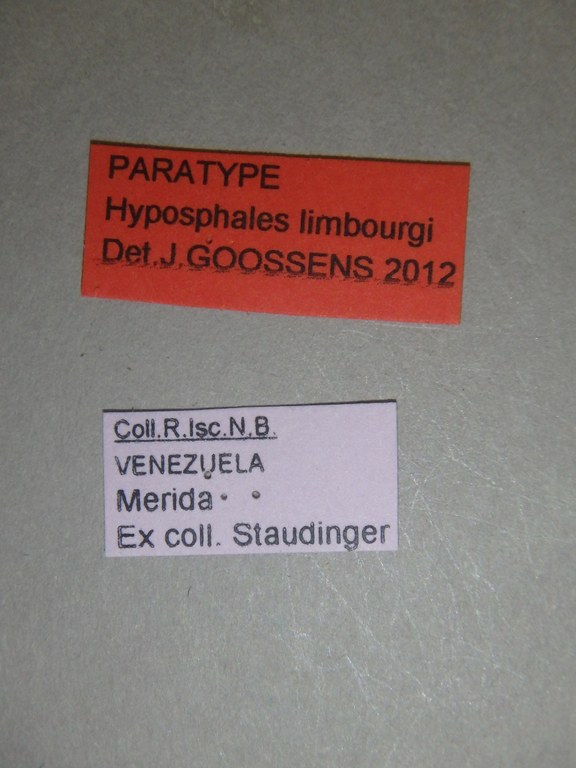 PARATYPE
Hyposphales limbourgi
Det.J.GOOSSENS 2012
Coll.R.Isc.N.B.
VENEZUELA
Merida
Ex coll. Staudinger